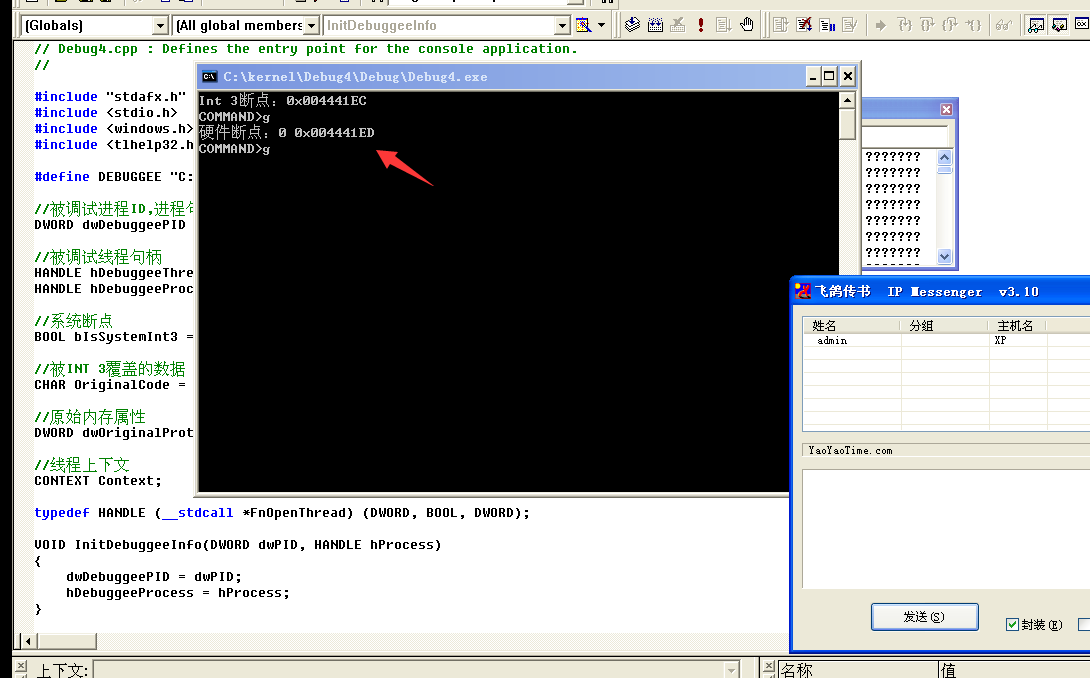 (Globals)
(All global members
InitDebuggeeInfo
// Debug4.cpp : Defines the entry point for the console application.
//
#include "stdafx.h"
#include <stdio.h>
#include <windows.h>
#include <tlhelp32.h
#define DEBUGGEE "C:
//被调试进程ID,进程
DWORD dwDebuggeePID
//被调试线程句柄
HANDLE hDebuggeeThre
HANDLE hDebuggeeProc
//系统断点
BOOL bIsSystemInt3 =
//被INT 3覆盖的数据
CHAR OriginalCode =
//原始内存属性
DWORD dwOriginalProt
//线程上下文
CONTEXT Context;
typedef HANDLE (__stdcall *FnOpenThread) (DWORD, BOOL, DWORD);
VOID InitDebuggeeInfo(DWORD dwPID, HANDLE hProcess)
{
dwDebuggeePID = dwPID;
hDebuggeeProcess = hProcess;
}
C:\kernel\Debug4\Debug\Debug4.exe
Int 3断点: 0x004441EC
COMMAND>g
硬件断点: 0 0x004441ED
COMMAND>g
???????
???????
???????
???????
???????
???????
???????
飞鸽传书 IP Messenger v3.10
姓名 分组 主机名
admin XP
YaoYaoTime.com
发送(S)
封装(E)
上下文:
名称 值